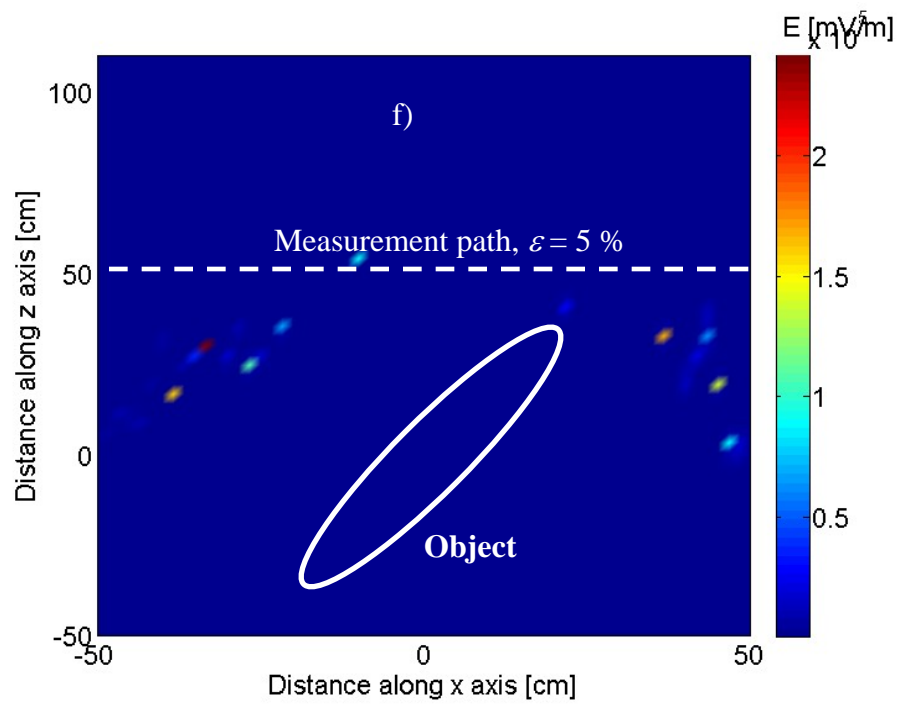 E [mV/m]
x 10^5
f)
Measurement path, ε = 5 %
Object
100
50
0
-50
-50
0
50
Distance along z axis [cm]
Distance along x axis [cm]
2
1.5
1
0.5